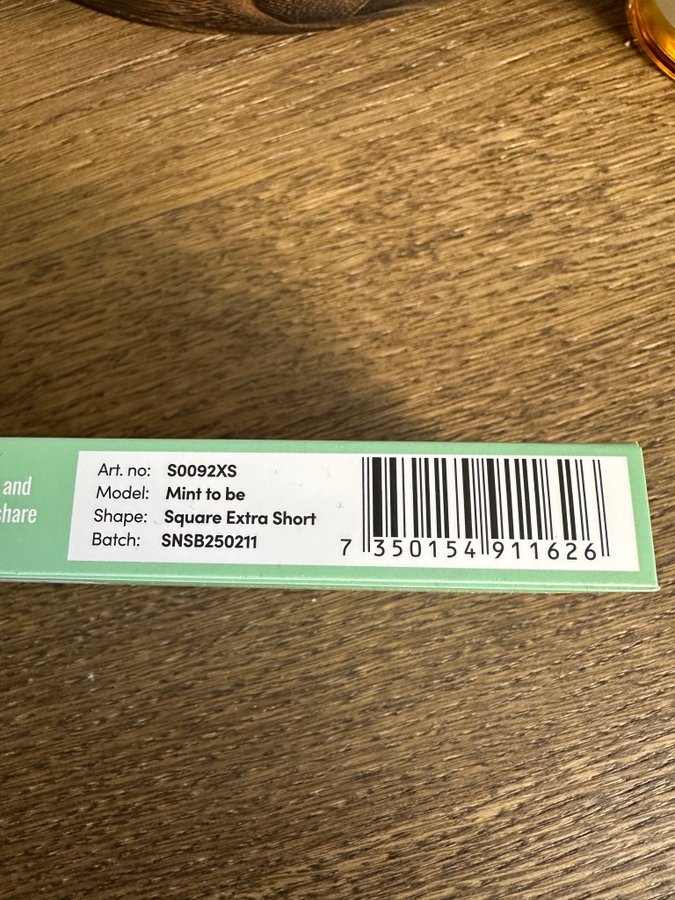 and
share
Art. no: S0092XS
Model: Mint to be
Shape: Square Extra Short
Batch: SNSB250211
7 350154 911626